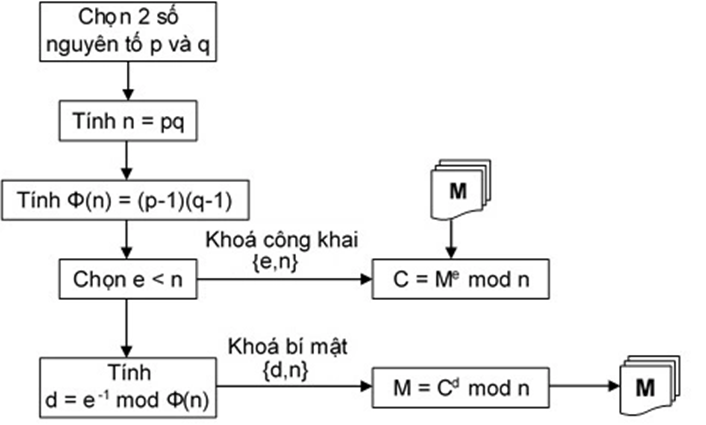 Chọn 2 số
nguyên tố p và q
Tính n = pq
Tính Φ(n) = (p-1)(q-1)
M
Khoá công khai
{e,n}
Chọn e < n
C = Mᵉ mod n
Khoá bí mật
{d,n}
Tính
d = e⁻¹ mod Φ(n)
M = Cᵈ mod n
M